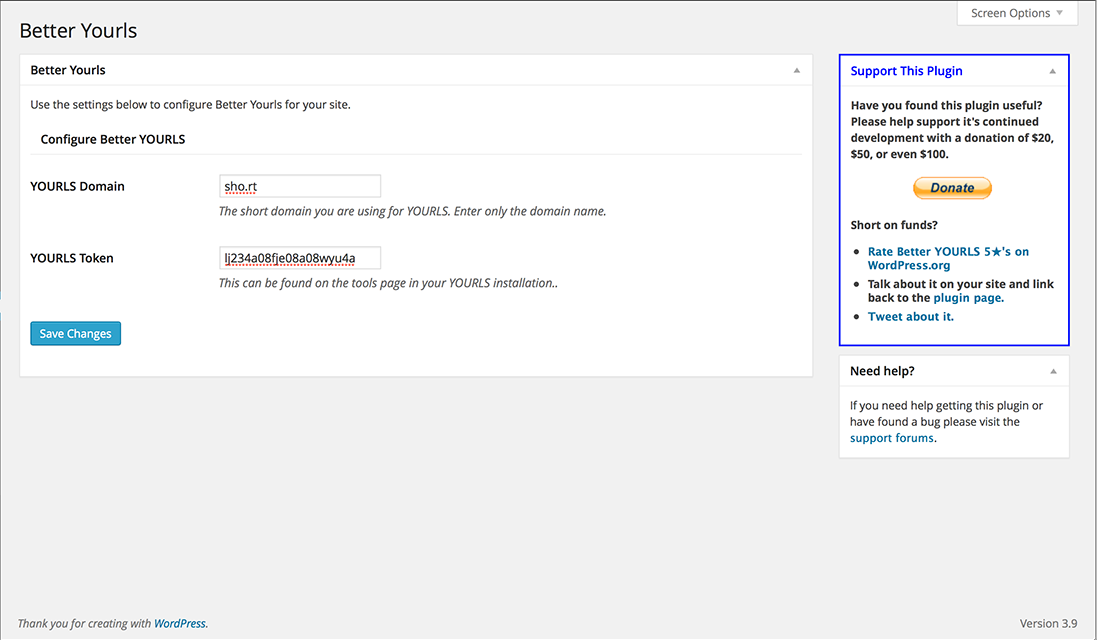 Screen Options
Better Yourls
Better Yourls
Use the settings below to configure Better Yourls for your site.
Configure Better YOURLS
YOURLS Domain
sho.rt
The short domain you are using for YOURLS. Enter only the domain name.
YOURLS Token
lj234a08fje08a08wyu4a
This can be found on the tools page in your YOURLS installation..
Save Changes
Support This Plugin
Have you found this plugin useful?
Please help support it's continued
development with a donation of $20,
$50, or even $100.
Donate
Short on funds?
Rate Better YOURLS 5★'s on
WordPress.org
Talk about it on your site and link
back to the plugin page.
Tweet about it.
Need help?
If you need help getting this plugin or
have found a bug please visit the
support forums.
Thank you for creating with WordPress.
Version 3.9